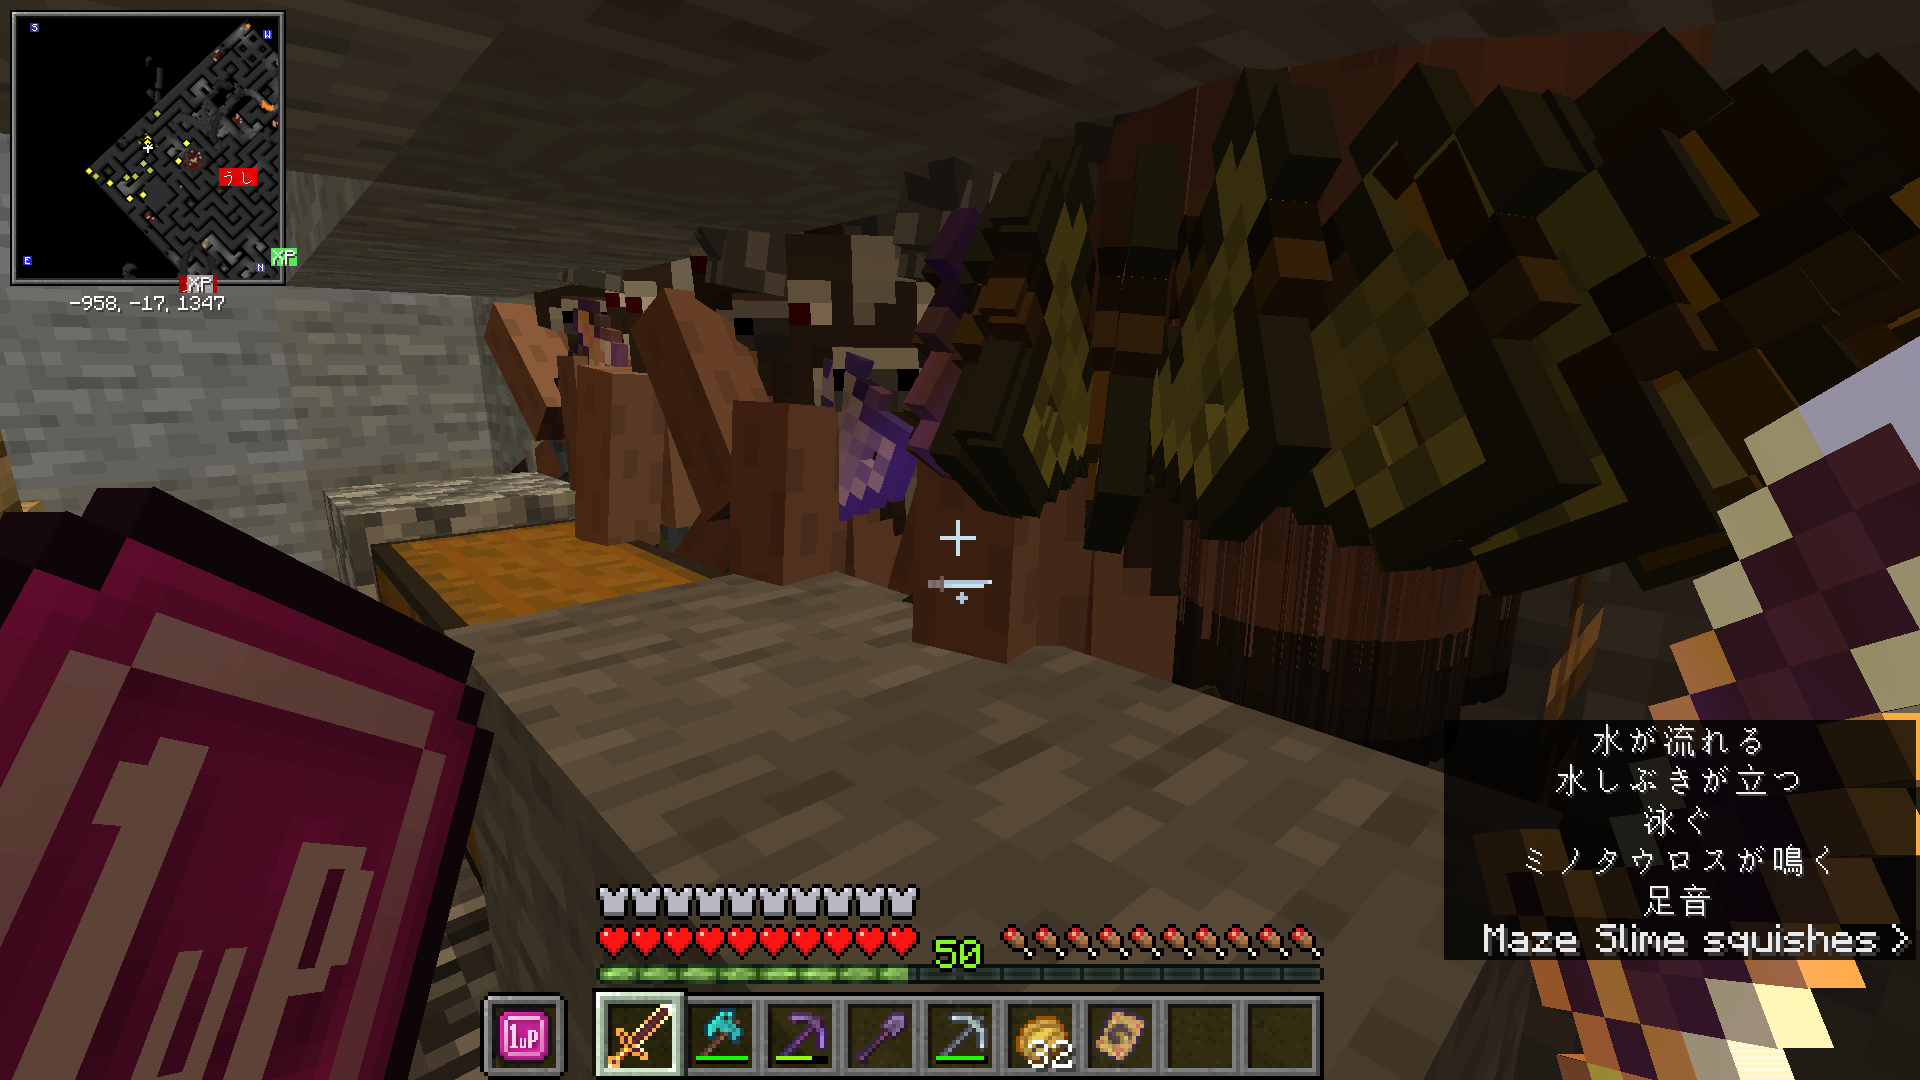 S
W
うし
E
N
XP
XP
-958, -17, 1347
1uP
水が流れる
水しぶきが立つ
泳ぐ
ミノタウロスが鳴く
足音
Maze Slime squishes >
50
1uP
32